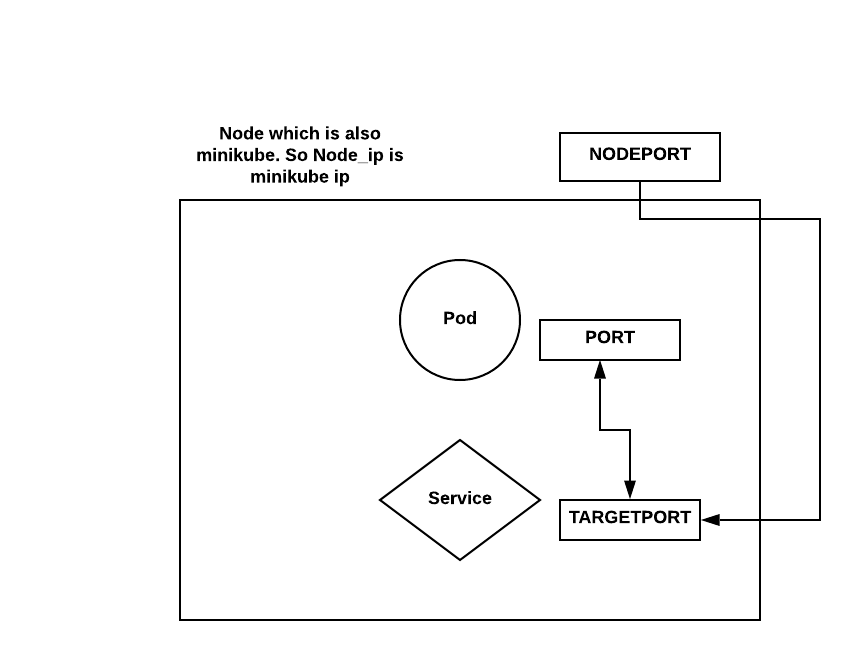 Node which is also
minikube. So Node_ip is
minikube ip
NODEPORT
Pod
PORT
Service
TARGETPORT